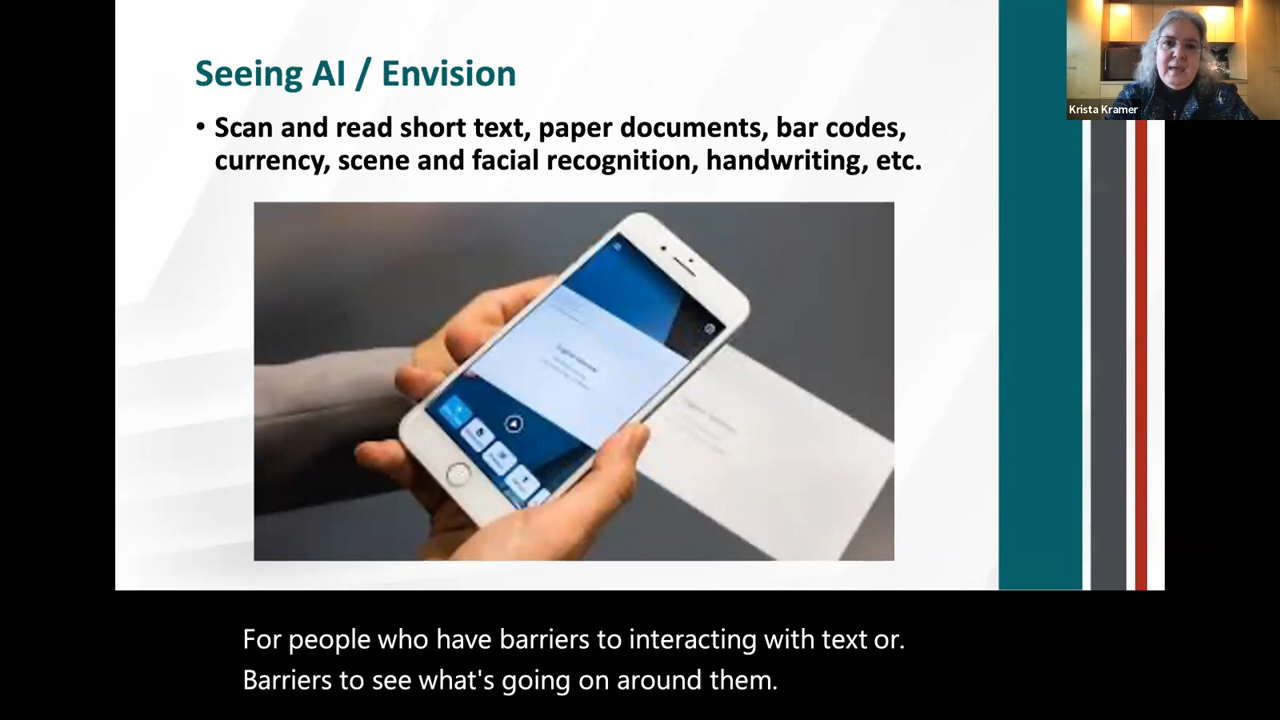 Seeing AI / Envision
• Scan and read short text, paper documents, bar codes,
currency, scene and facial recognition, handwriting, etc.
Krista Kramer
For people who have barriers to interacting with text or.
Barriers to see what's going on around them.